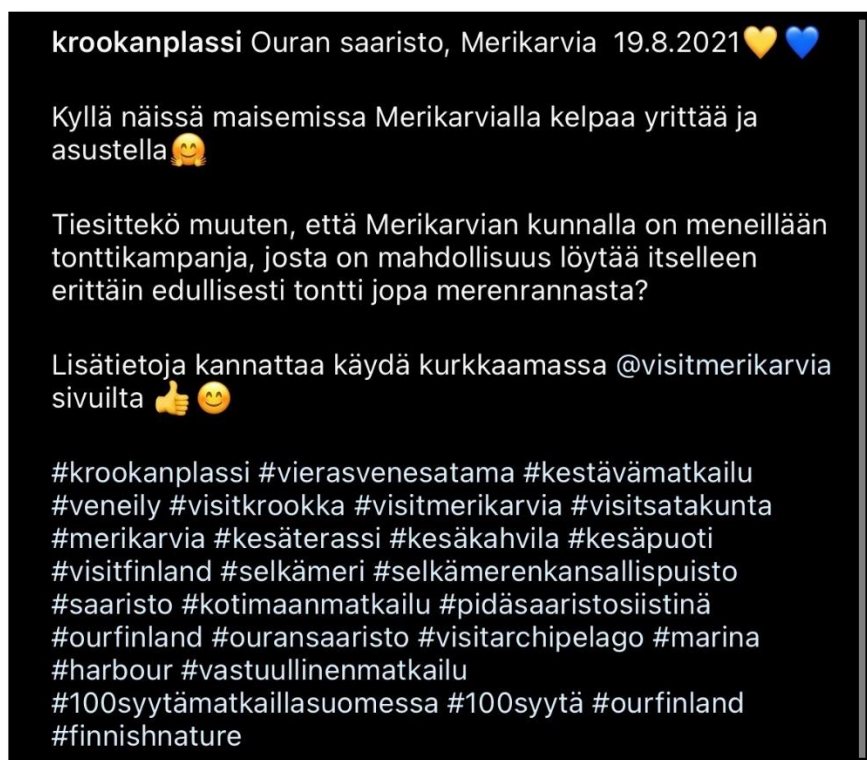 krookanplassi Ouran saaristo, Merikarvia 19.8.2021💛💙
Kyllä näissä maisemissa Merikarvialla kelpaa yrittää ja
asustella🤗
Tiesittekö muuten, että Merikarvian kunnalla on meneillään
tonttikampanja, josta on mahdollisuus löytää itselleen
erittäin edullisesti tontti jopa merenrannasta?
Lisätietoja kannattaa käydä kurkkaamassa @visitmerikarvia
sivuilta 👍😊
#krookanplassi #vierasvenesatama #kestävämatkailu
#veneily #visitkrookka #visitmerikarvia #visitsatakunta
#merikarvia #kesäterassi #kesäkahvila #kesäpuoti
#visitfinland #selkämeri #selkämerenkansallispuisto
#saaristo #kotimaanmatkailu #pidäsaaristosiistinä
#ourfinland #ouransaaristo #visitarchipelago #marina
#harbour #vastuullinenmatkailu
#100syytämatkaillasuomessa #100syytä #ourfinland
#finnishnature